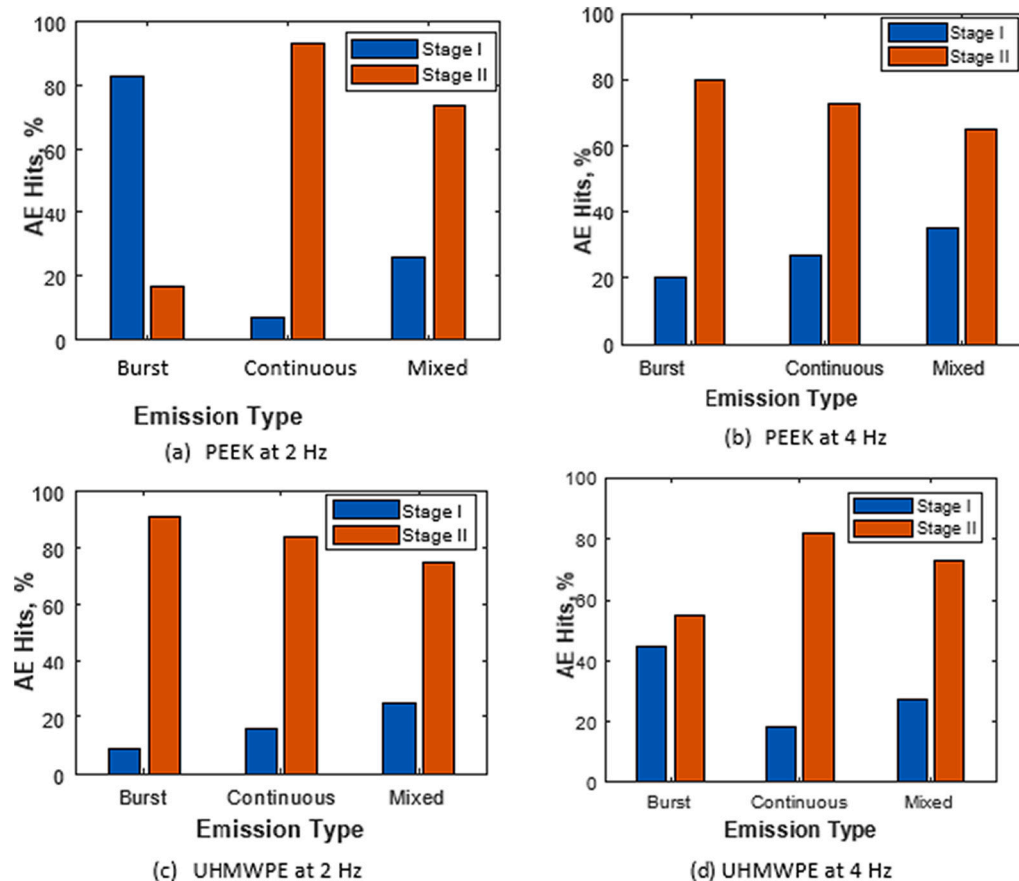 100
80
60
40
20
0
AE Hits, %
Stage I
Stage II
Burst Continuous Mixed
Emission Type
(a) PEEK at 2 Hz
100
80
60
40
20
0
AE Hits, %
Stage I
Stage II
Burst Continuous Mixed
Emission Type
(b) PEEK at 4 Hz
100
80
60
40
20
0
AE Hits, %
Stage I
Stage II
Burst Continuous Mixed
Emission Type
(c) UHMWPE at 2 Hz
100
80
60
40
20
0
AE Hits, %
Stage I
Stage II
Burst Continuous Mixed
Emission Type
(d) UHMWPE at 4 Hz